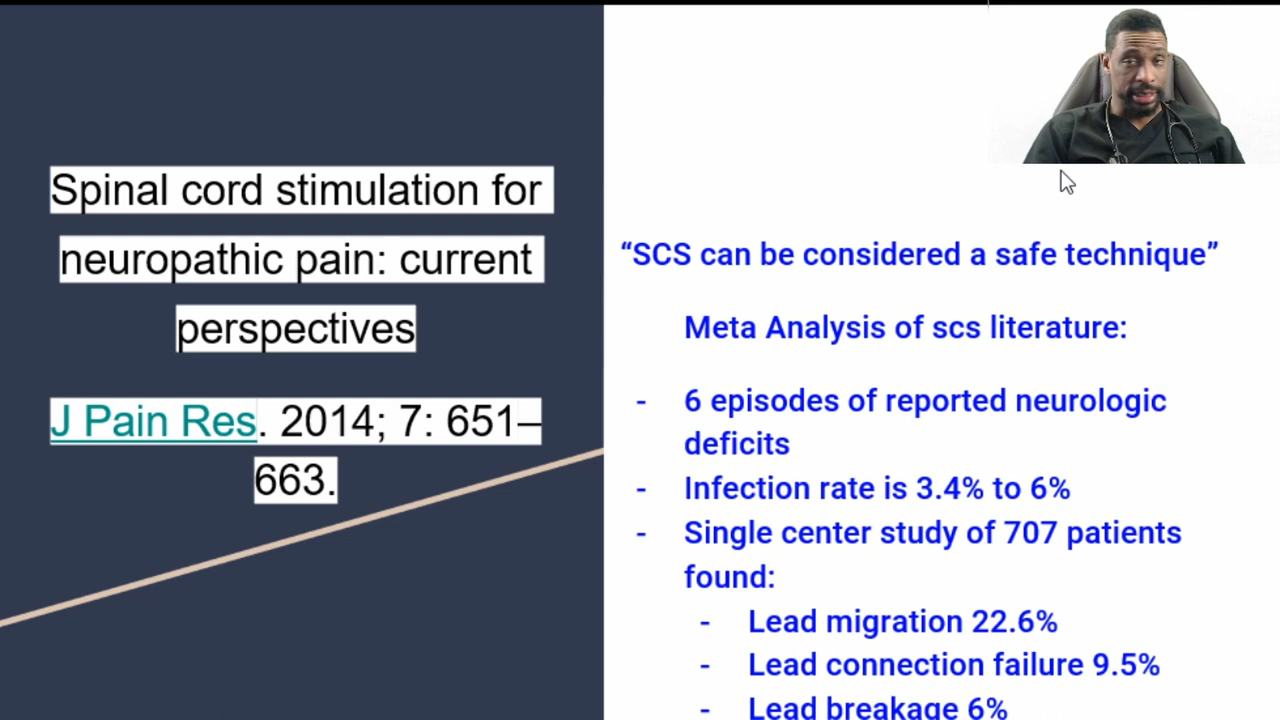 Spinal cord stimulation for
neuropathic pain: current
perspectives
J Pain Res. 2014; 7: 651–
663.
“SCS can be considered a safe technique”
Meta Analysis of scs literature:
- 6 episodes of reported neurologic
deficits
- Infection rate is 3.4% to 6%
- Single center study of 707 patients
found:
- Lead migration 22.6%
- Lead connection failure 9.5%
- Lead breakage 6%